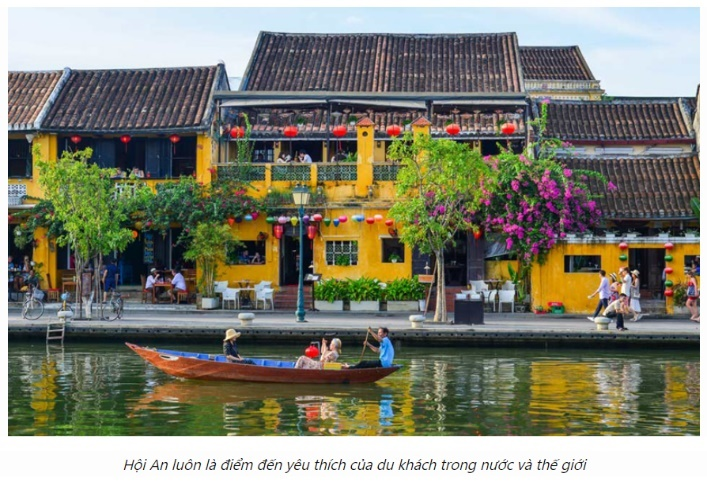 Hội An luôn là điểm đến yêu thích của du khách trong nước và thế giới